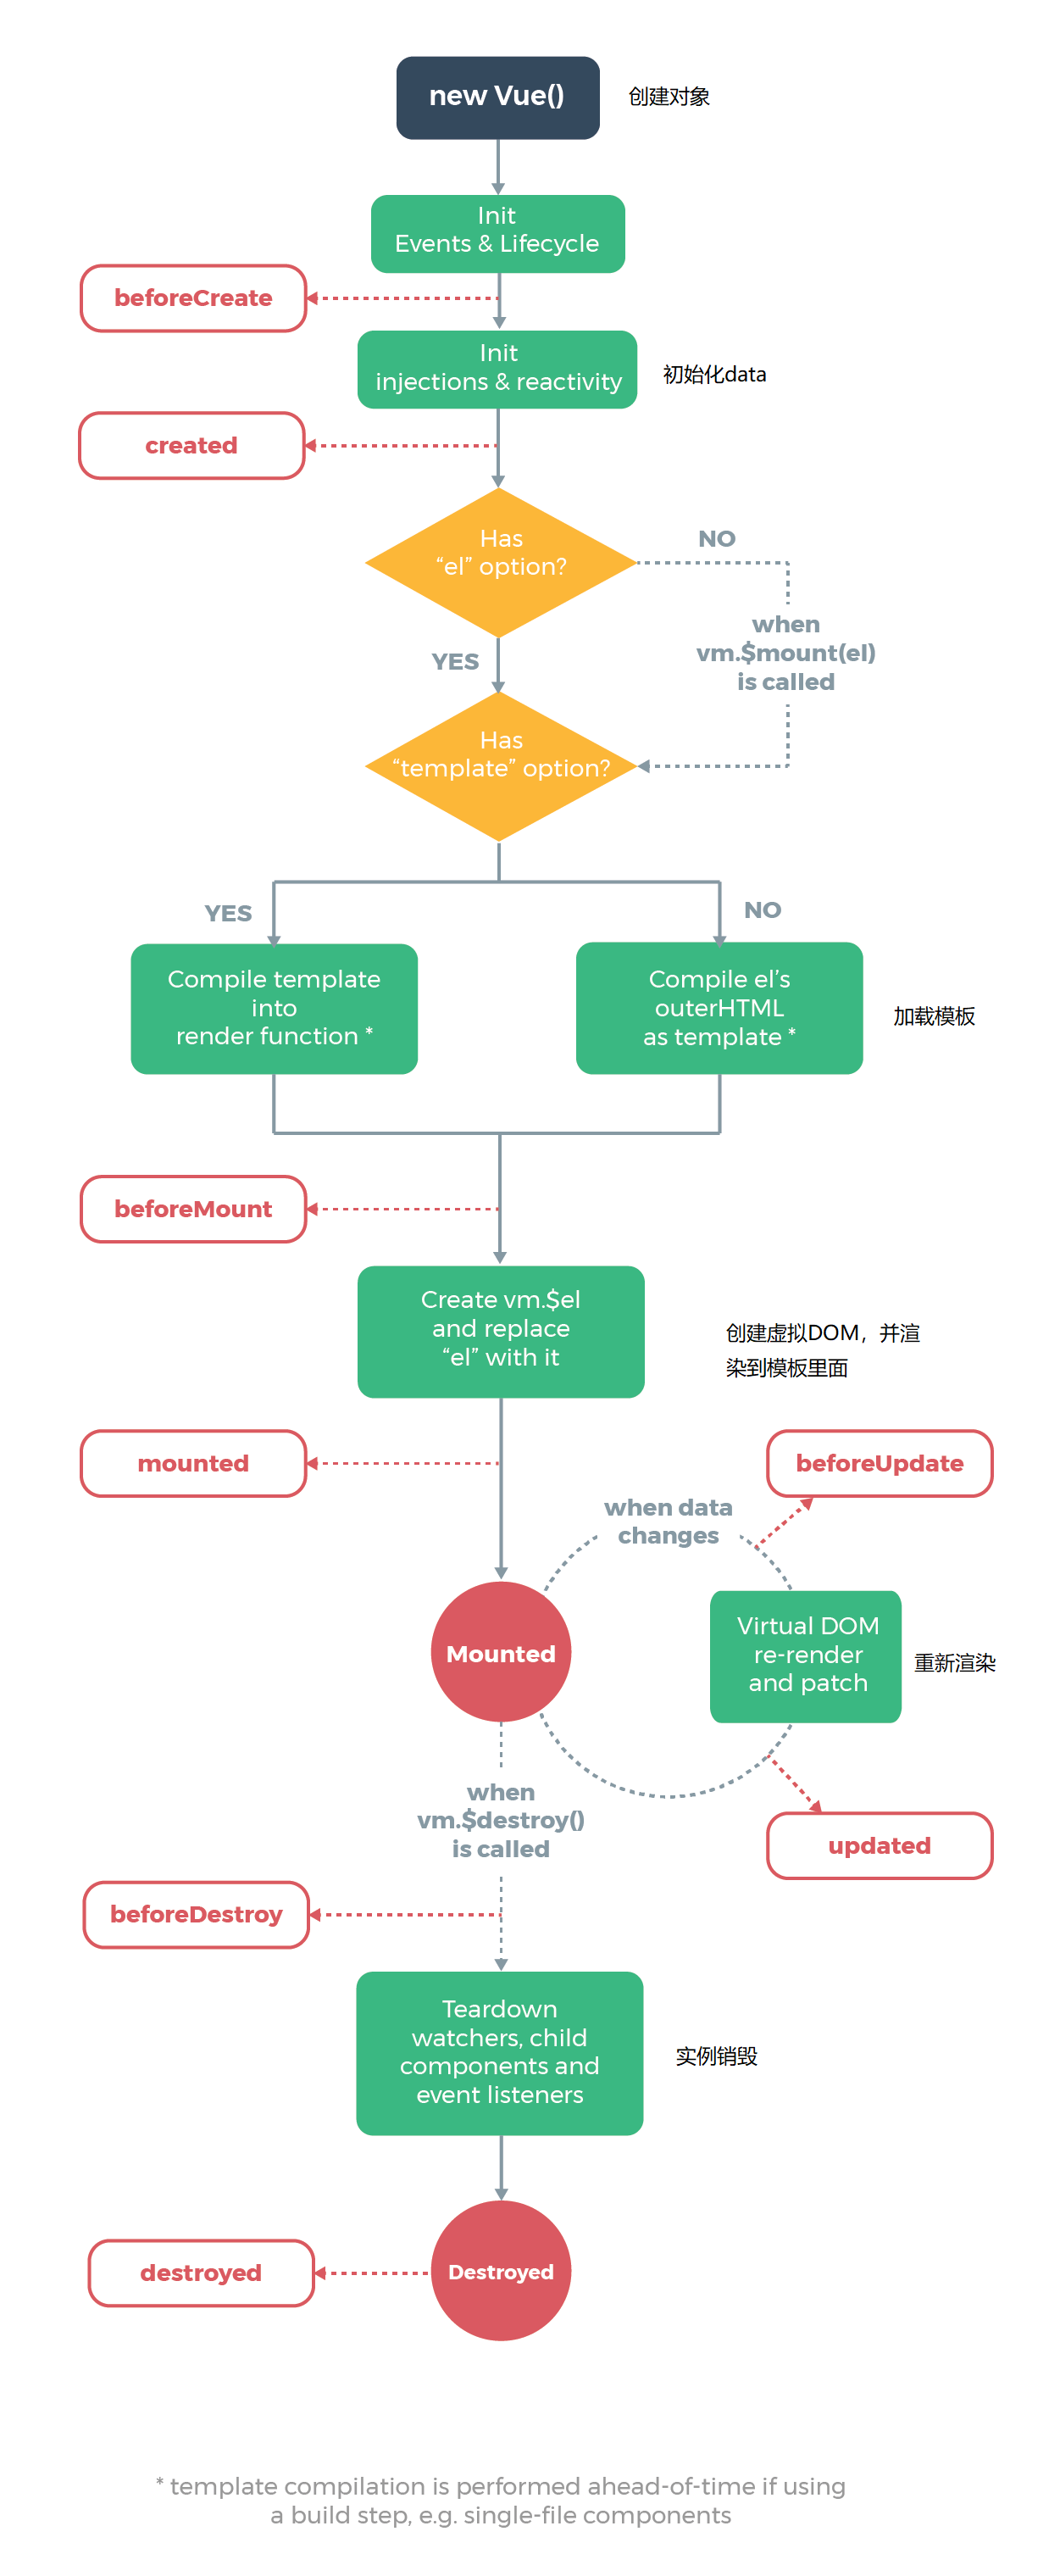 new Vue()
创建对象
Init
Events & Lifecycle
beforeCreate
Init
injections & reactivity
初始化data
created
Has
“el” option?
NO
when
vm.$mount(el)
is called
YES
Has
“template” option?
YES
NO
Compile template
into
render function *
Compile el’s
outerHTML
as template *
加载模板
beforeMount
Create vm.$el
and replace
“el” with it
创建虚拟DOM，并渲
染到模板里面
mounted
beforeUpdate
when data
changes
Mounted
Virtual DOM
re-render
and patch
重新渲染
when
vm.$destroy()
is called
updated
beforeDestroy
Teardown
watchers, child
components and
event listeners
实例销毁
destroyed
Destroyed
* template compilation is performed ahead-of-time if using
a build step, e.g. single-file components